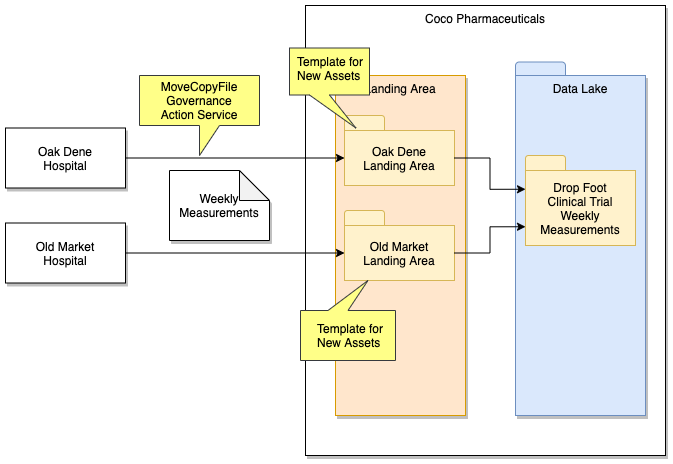 Coco Pharmaceuticals
Template for
New Assets
MoveCopyFile
Governance
Action Service
Landing Area
Data Lake
Oak Dene
Hospital
Oak Dene
Landing Area
Weekly
Measurements
Drop Foot
Clinical Trial
Weekly
Measurements
Old Market
Hospital
Old Market
Landing Area
Template for
New Assets